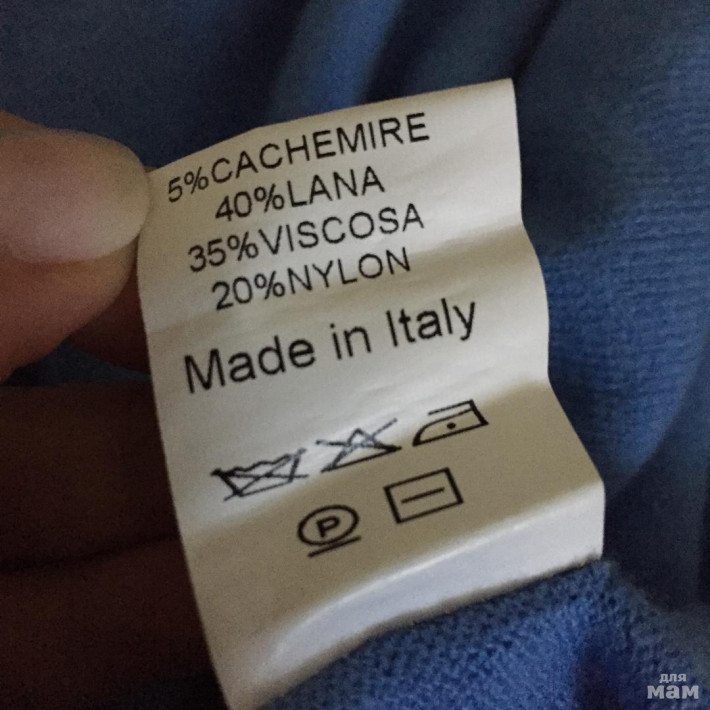 5%CACHEMIRE
40%LANA
35%VISCOSA
20%NYLON
Made in Italy
P
для
мам